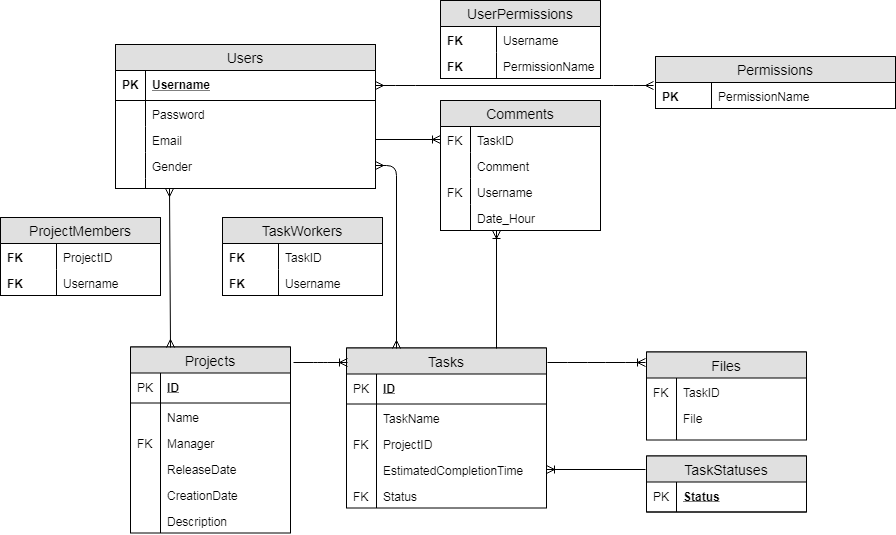 UserPermissions
FK Username
FK PermissionName
Users
PK Username
Password
Email
Gender
Permissions
PK PermissionName
Comments
FK TaskID
Comment
FK Username
Date_Hour
ProjectMembers
FK ProjectID
FK Username
TaskWorkers
FK TaskID
FK Username
Projects
PK ID
Name
FK Manager
ReleaseDate
CreationDate
Description
Tasks
PK ID
TaskName
FK ProjectID
EstimatedCompletionTime
FK Status
Files
FK TaskID
File
TaskStatuses
PK Status